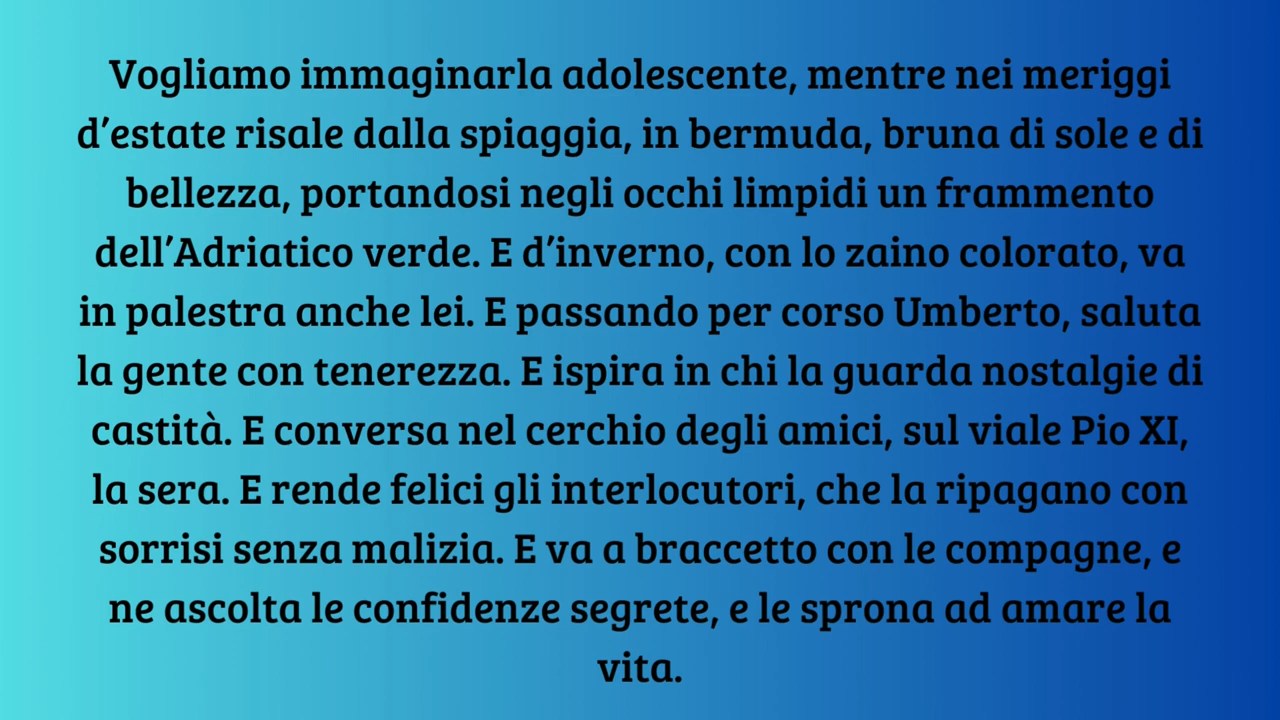 Vogliamo immaginarla adolescente, mentre nei meriggi
d’estate risale dalla spiaggia, in bermuda, bruna di sole e di
bellezza, portandosi negli occhi limpidi un frammento
dell’Adriatico verde. E d’inverno, con lo zaino colorato, va
in palestra anche lei. E passando per corso Umberto, saluta
la gente con tenerezza. E ispira in chi la guarda nostalgie di
castità. E conversa nel cerchio degli amici, sul viale Pio XI,
la sera. E rende felici gli interlocutori, che la ripagano con
sorrisi senza malizia. E va a braccetto con le compagne, e
ne ascolta le confidenze segrete, e le sprona ad amare la
vita.